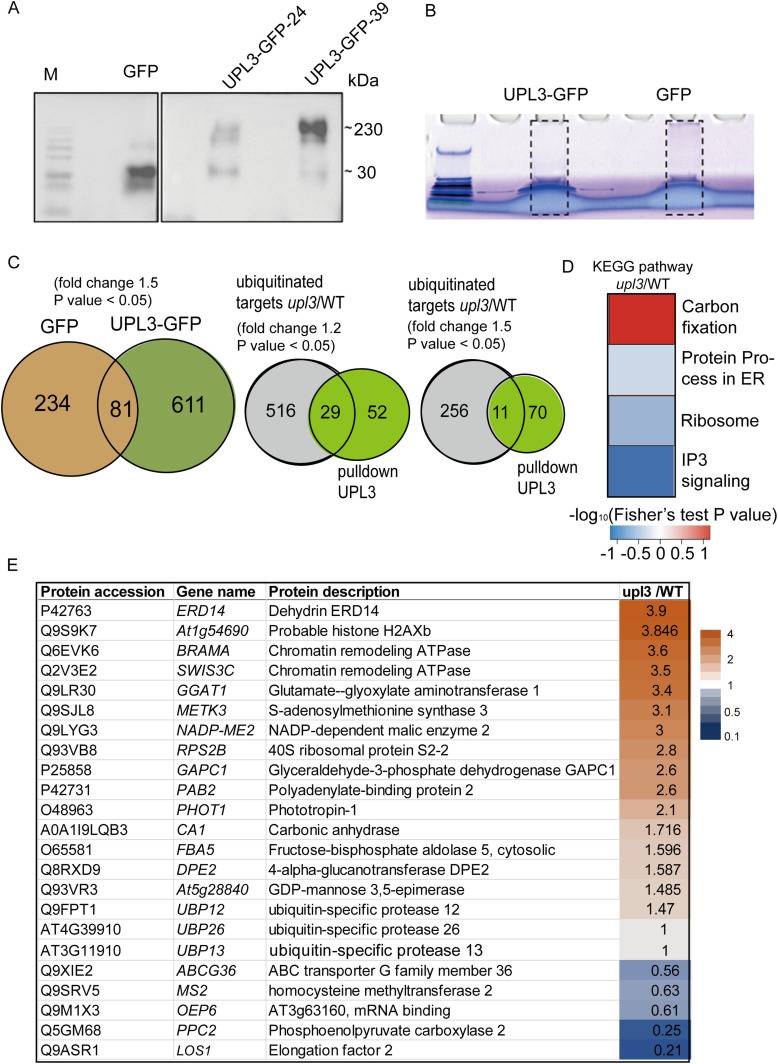 A
M
GFP
UPL3-GFP-24
UPL3-GFP-39
kDa
~230
~30
B
UPL3-GFP
GFP
C
(fold change 1.5
P value < 0.05)
GFP
UPL3-GFP
234
81
611
ubiquitinated
targets upl3/WT
(fold change 1.2
P value < 0.05)
516
29
52
pulldown
UPL3
ubiquitinated
targets upl3/WT
(fold change 1.5
P value < 0.05)
256
11
70
pulldown
UPL3
D
KEGG pathway
upl3/WT
Carbon
fixation
Protein Pro-
cess in ER
Ribosome
IP3
signaling
-log₁₀(Fisher's test P value)
-1 -0.5 0 0.5 1
E
Protein accession Gene name Protein description upl3 /WT
P42763 ERD14 Dehydrin ERD14 3.9
Q9S9K7 At1g54690 Probable histone H2AXb 3.846
Q6EVK6 BRAMA Chromatin remodeling ATPase 3.6
Q2V3E2 SWIS3C Chromatin remodeling ATPase 3.5
Q9LR30 GGAT1 Glutamate--glyoxylate aminotransferase 1 3.4
Q9SJL8 METK3 S-adenosylmethionine synthase 3 3.1
Q9LYG3 NADP-ME2 NADP-dependent malic enzyme 2 3
Q93VB8 RPS2B 40S ribosomal protein S2-2 2.8
P25858 GAPC1 Glyceraldehyde-3-phosphate dehydrogenase GAPC1 2.6
P42731 PAB2 Polyadenylate-binding protein 2 2.6
O48963 PHOT1 Phototropin-1 2.1
A0A1I9LQB3 CA1 Carbonic anhydrase 1.716
O65581 FBA5 Fructose-bisphosphate aldolase 5, cytosolic 1.596
Q8RXD9 DPE2 4-alpha-glucanotransferase DPE2 1.587
Q93VR3 At5g28840 GDP-mannose 3,5-epimerase 1.485
Q9FPT1 UBP12 ubiquitin-specific protease 12 1.47
AT4G39910 UBP26 ubiquitin-specific protease 26 1
AT3G11910 UBP13 ubiquitin-specific protease 13 1
Q9XIE2 ABCG36 ABC transporter G family member 36 0.56
Q9SRV5 MS2 homocysteine methyltransferase 2 0.63
Q9M1X3 OEP6 AT3g63160, mRNA binding 0.61
Q5GM68 PPC2 Phosphoenolpyruvate carboxylase 2 0.25
Q9ASR1 LOS1 Elongation factor 2 0.21
4
2
1
0.5
0.1